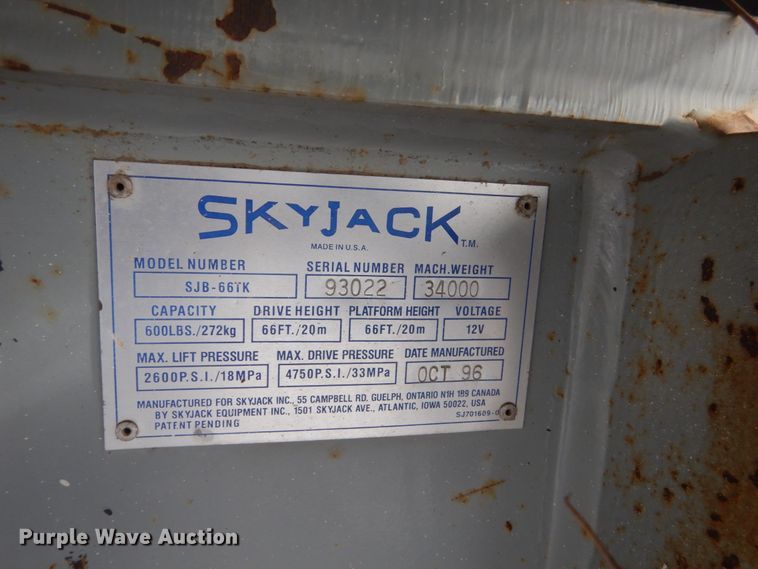 SKYJACK T.M.
MADE IN U.S.A.
MODEL NUMBER SERIAL NUMBER MACH.WEIGHT
SJB-66TK 93022 34000
CAPACITY DRIVE HEIGHT PLATFORM HEIGHT VOLTAGE
600LBS./272kg 66FT./20m 66FT./20m 12V
MAX. LIFT PRESSURE MAX. DRIVE PRESSURE DATE MANUFACTURED
2600P.S.I./18MPa 4750P.S.I./33MPa OCT 96
MANUFACTURED FOR SKYJACK INC., 55 CAMPBELL RD. GUELPH, ONTARIO N1H 1B9 CANADA
BY SKYJACK EQUIPMENT INC., 1501 SKYJACK AVE., ATLANTIC, IOWA 50022, USA
PATENT PENDING SJ701609-0
Purple Wave Auction